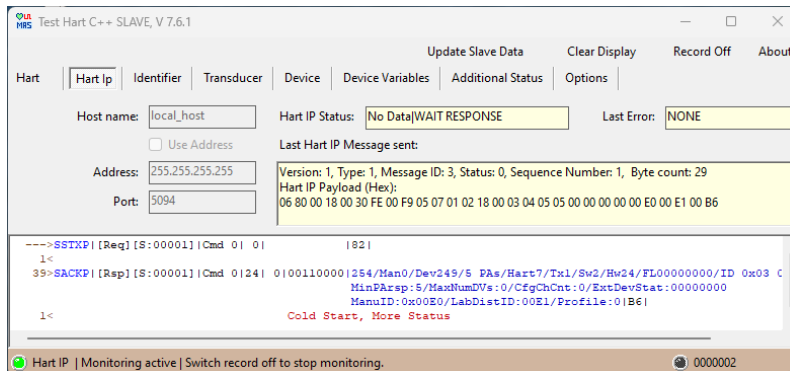 Test Hart C++ SLAVE, V 7.6.1
Update Slave Data Clear Display Record Off About
Hart Hart Ip Identifier Transducer Device Device Variables Additional Status Options
Host name: local_host Hart IP Status: No Data|WAIT RESPONSE Last Error: NONE
Use Address Last Hart IP Message sent:
Address: 255.255.255.255 Version: 1, Type: 1, Message ID: 3, Status: 0, Sequence Number: 1, Byte count: 29
Hart IP Payload (Hex):
Port: 5094 06 80 00 18 00 30 FE 00 F9 05 07 01 02 18 00 03 04 05 05 00 00 00 00 00 E0 00 E1 00 B6
--->SSTXP|[Req][S:00001]|Cmd 0| 0| |82|
1<
39>SACKP|[Rsp][S:00001]|Cmd 0|24| 0|00110000|254/Man0/Dev249/5 PAs/Hart7/Tx1/Sw2/Hw24/FL00000000/ID 0x03 0
MinPArsp:5/MaxNumDVs:0/CfgChCnt:0/ExtDevStat:00000000
ManuID:0x00E0/LabDistID:00E1/Profile:0|B6|
1< Cold Start, More Status
Hart IP | Monitoring active | Switch record off to stop monitoring. 0000002